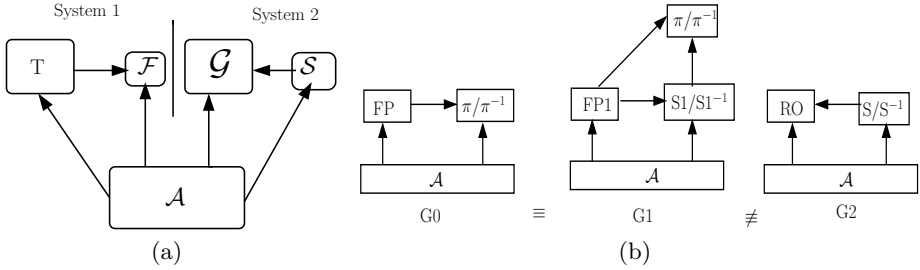 System 1
System 2
T
ℱ
𝒢
𝒮
𝒜
(a)
π/π⁻¹
FP
π/π⁻¹
FP1
S1/S1⁻¹
RO
S/S⁻¹
𝒜
𝒜
𝒜
G0
≡
G1
≢
G2
(b)